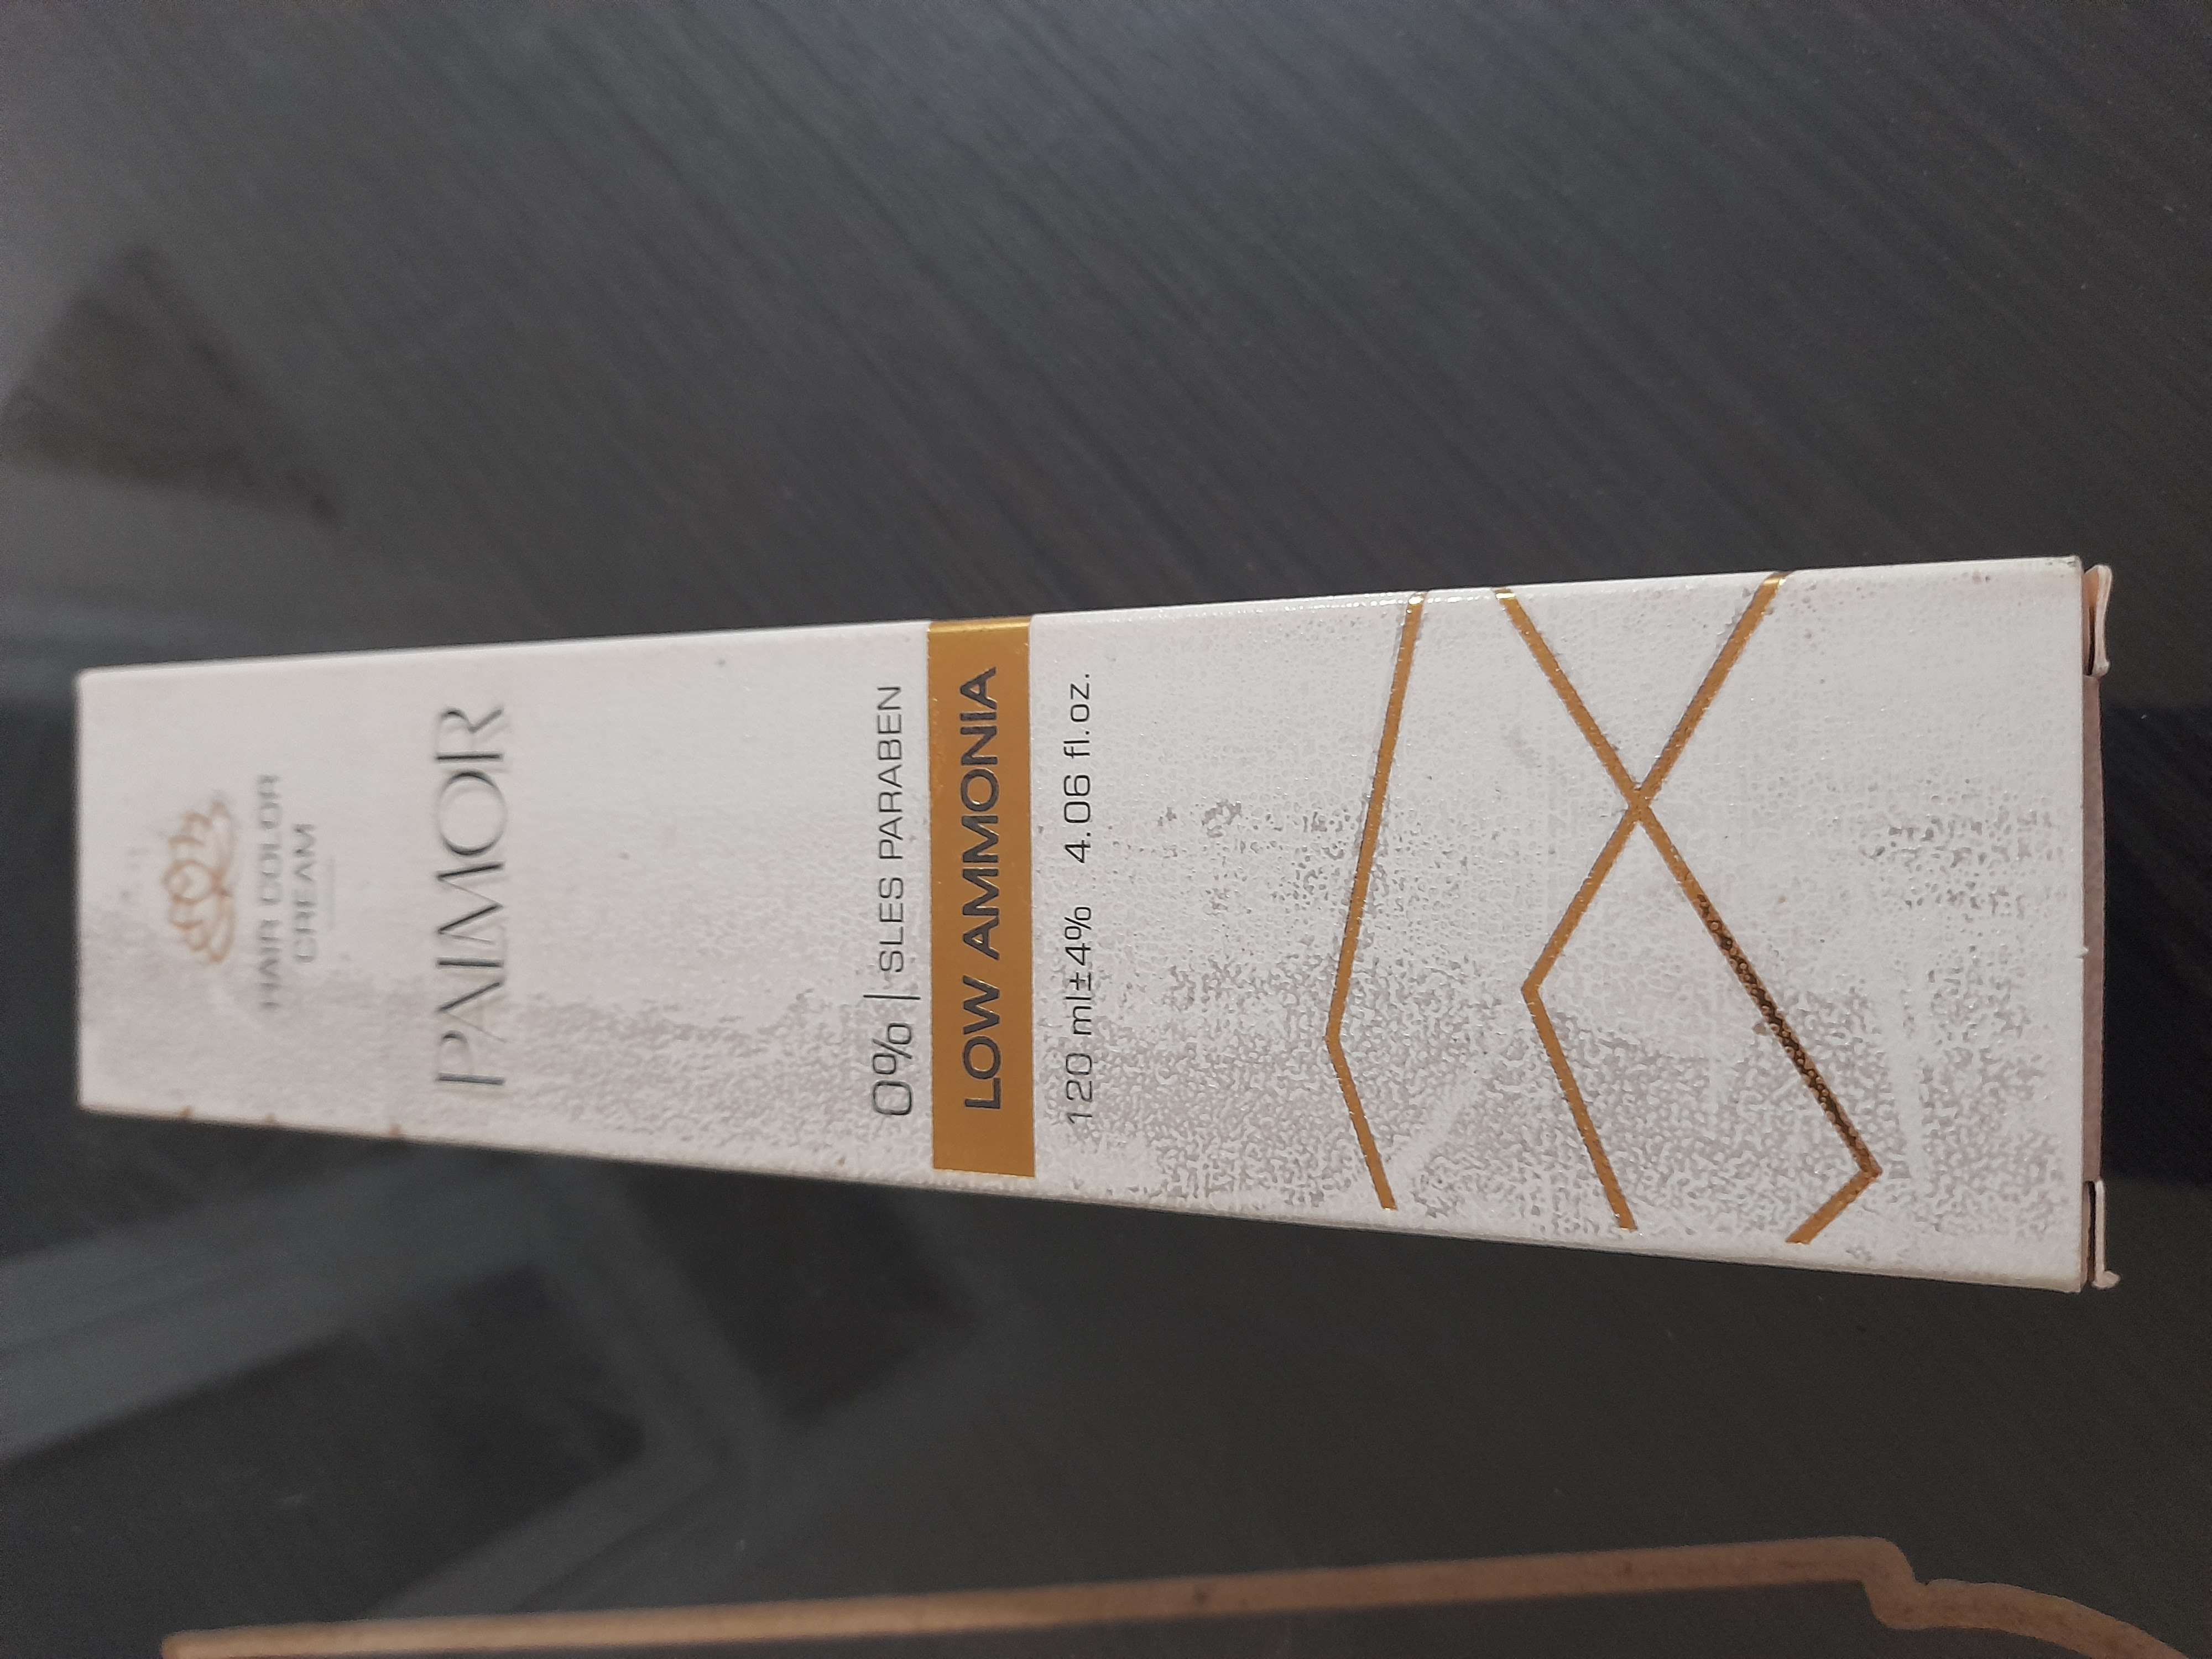 HAIR COLOR
CREAM
PALMOR
0% | SLES PARABEN
LOW AMMONIA
120 ml±4% 4.06 fl.oz.